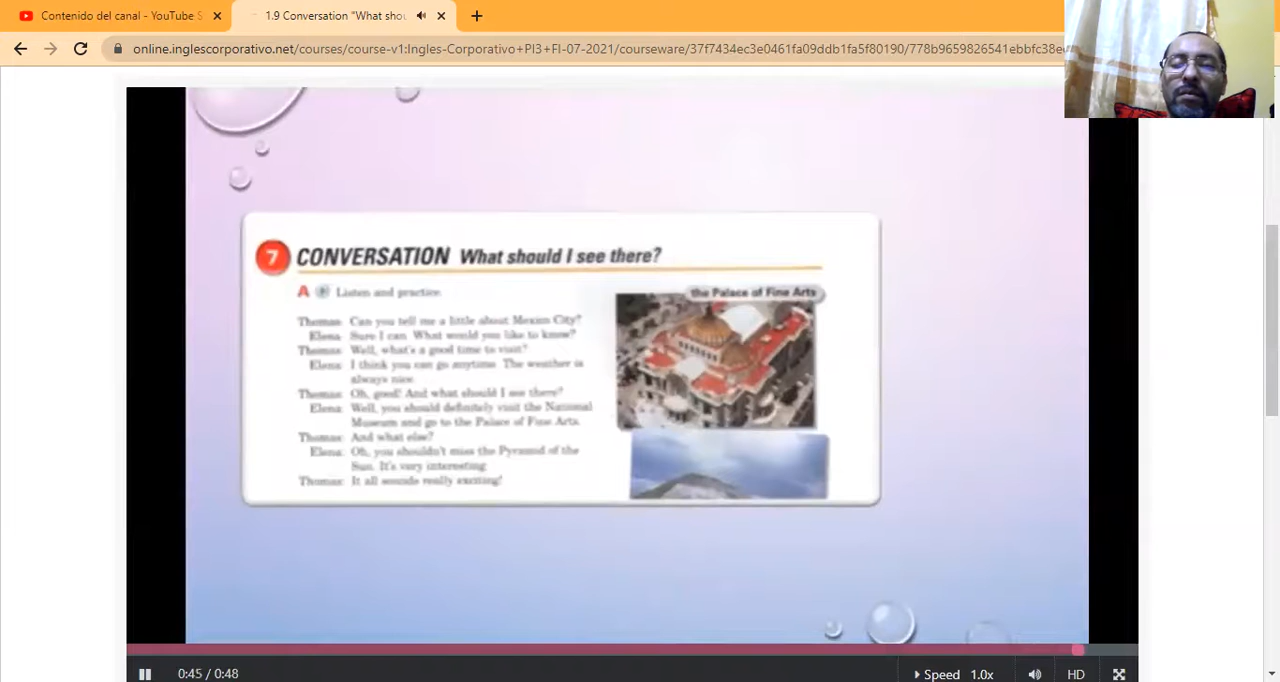 Contenido del canal - YouTube S
1.9 Conversation "What shou
online.inglescorporativo.net/courses/course-v1:Ingles-Corporativo+PI3+FI-07-2021/courseware/37f7434ec3e0461fa09ddb1fa5f80190/778b9659826541ebbfc38e
7 CONVERSATION What should I see there?
A Listen and practice
the Palace of Fine Arts
Thomas: Can you tell me a little about Mexico City?
Elena: Sure I can. What would you like to know?
Thomas: Well, what's a good time to visit?
Elena: I think you can go anytime. The weather is
always nice.
Thomas: Oh, good! And what should I see there?
Elena: Well, you should definitely visit the National
Museum and go to the Palace of Fine Arts.
Thomas: And what else?
Elena: Oh, you shouldn't miss the Pyramid of the
Sun. It's very interesting.
Thomas: It all sounds really exciting!
0:45 / 0:48
Speed 1.0x
HD